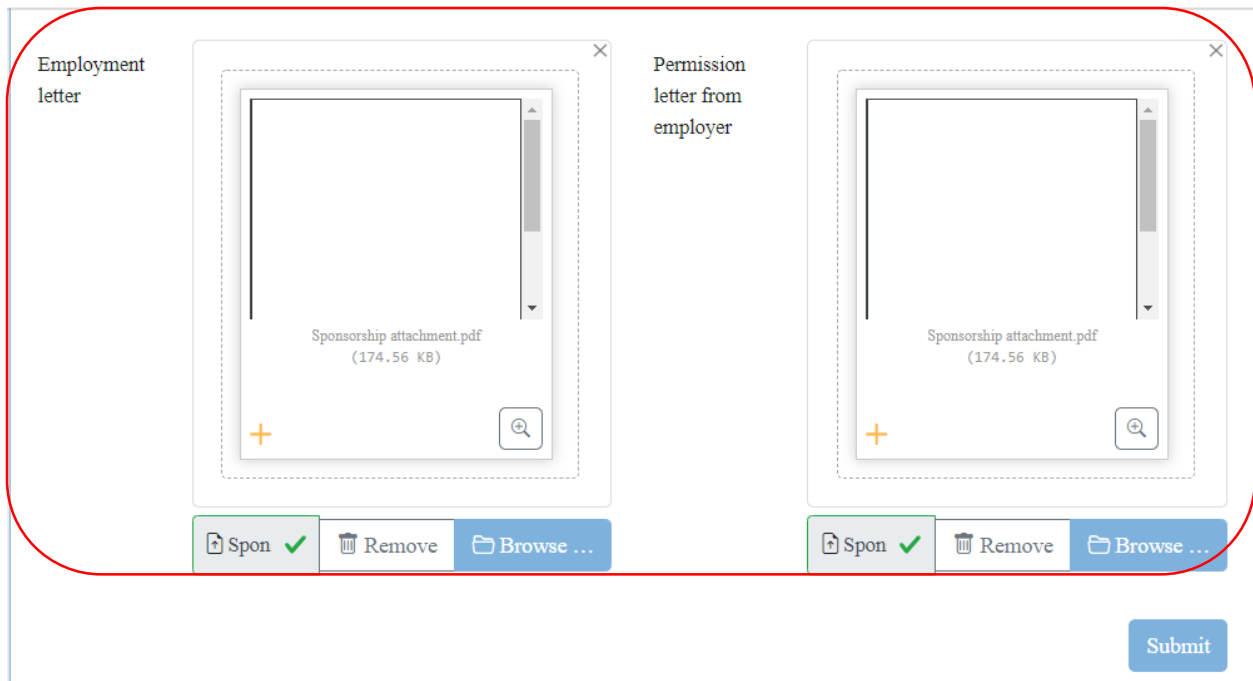 Employment
letter
Sponsorship attachment.pdf
(174.56 KB)
Spon
Remove
Browse ...
Permission
letter from
employer
Sponsorship attachment.pdf
(174.56 KB)
Spon
Remove
Browse ...
Submit